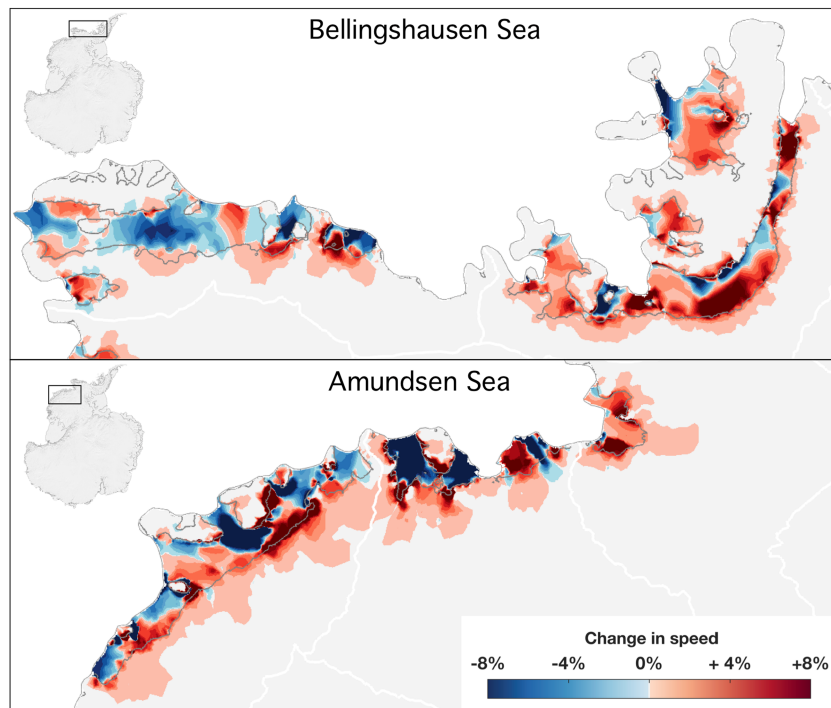 Bellingshausen Sea
Amundsen Sea
Change in speed
-8% -4% 0% + 4% +8%